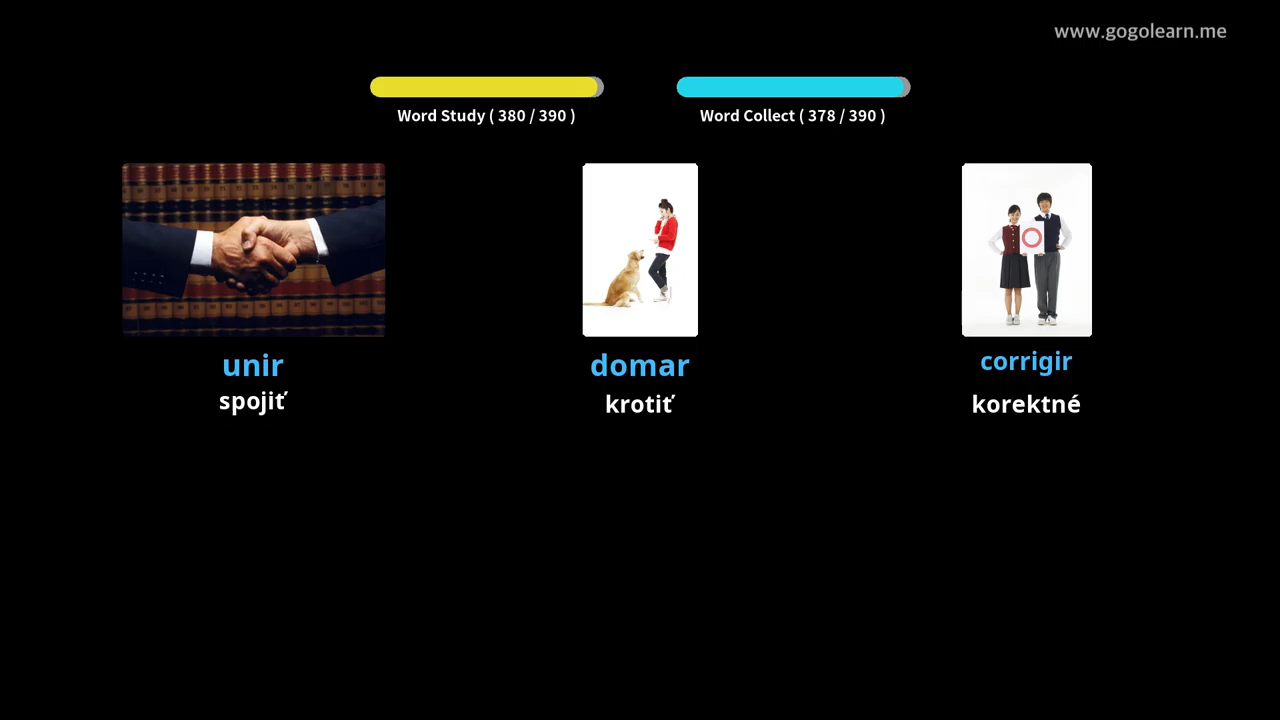 www.gogolearn.me
Word Study ( 380 / 390 )
Word Collect ( 378 / 390 )
unir
domar
corrigir
spojiť
krotiť
korektné